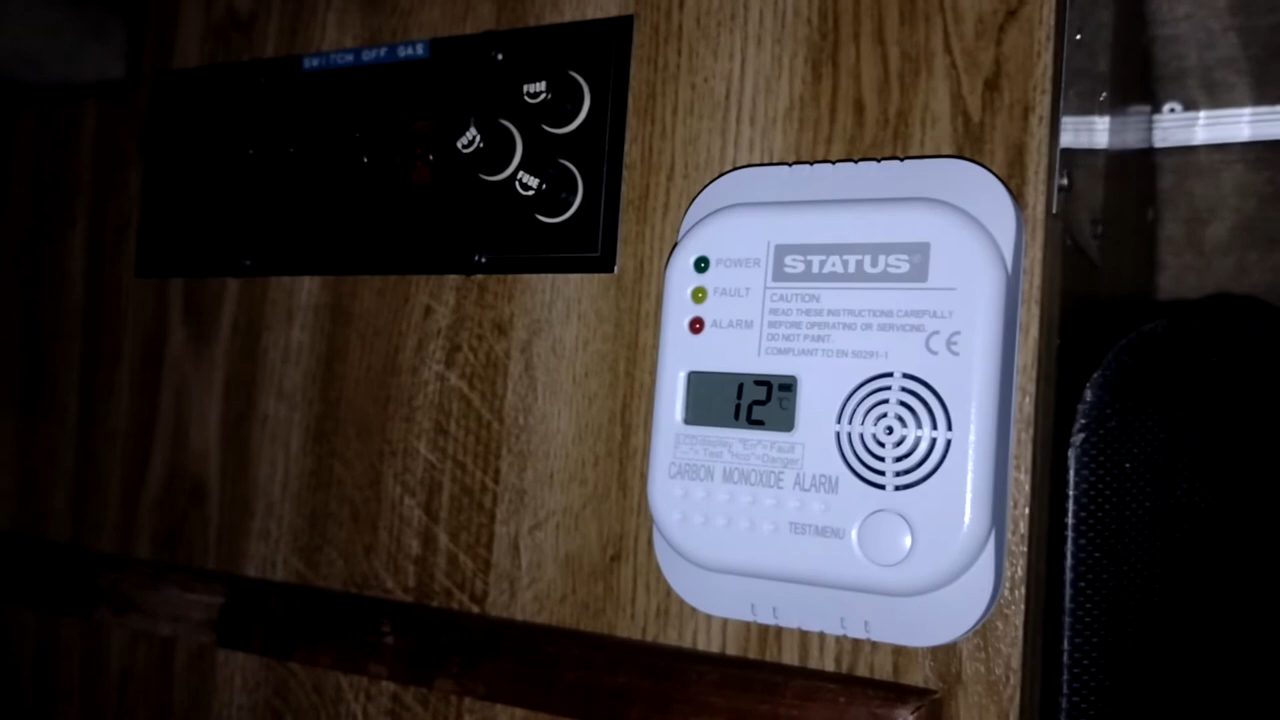 SWITCH OFF GAS
FUSE
FUSE
FUSE
STATUS
POWER
FAULT
ALARM
CAUTION:
READ THESE INSTRUCTIONS CAREFULLY
BEFORE OPERATING OR SERVICING.
DO NOT PAINT.
COMPLIANT TO EN 50291-1
CE
12 °C
LCD display "Err"=Fault
"---"= Test "Hco"=Danger
CARBON MONOXIDE ALARM
TEST/MENU